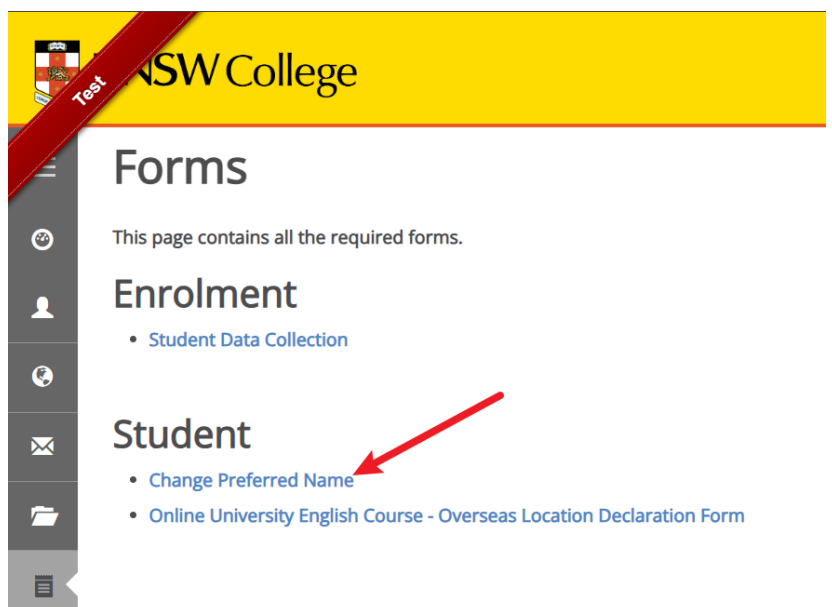 Test
NSW College
Forms
This page contains all the required forms.
Enrolment
Student Data Collection
Student
Change Preferred Name
Online University English Course - Overseas Location Declaration Form